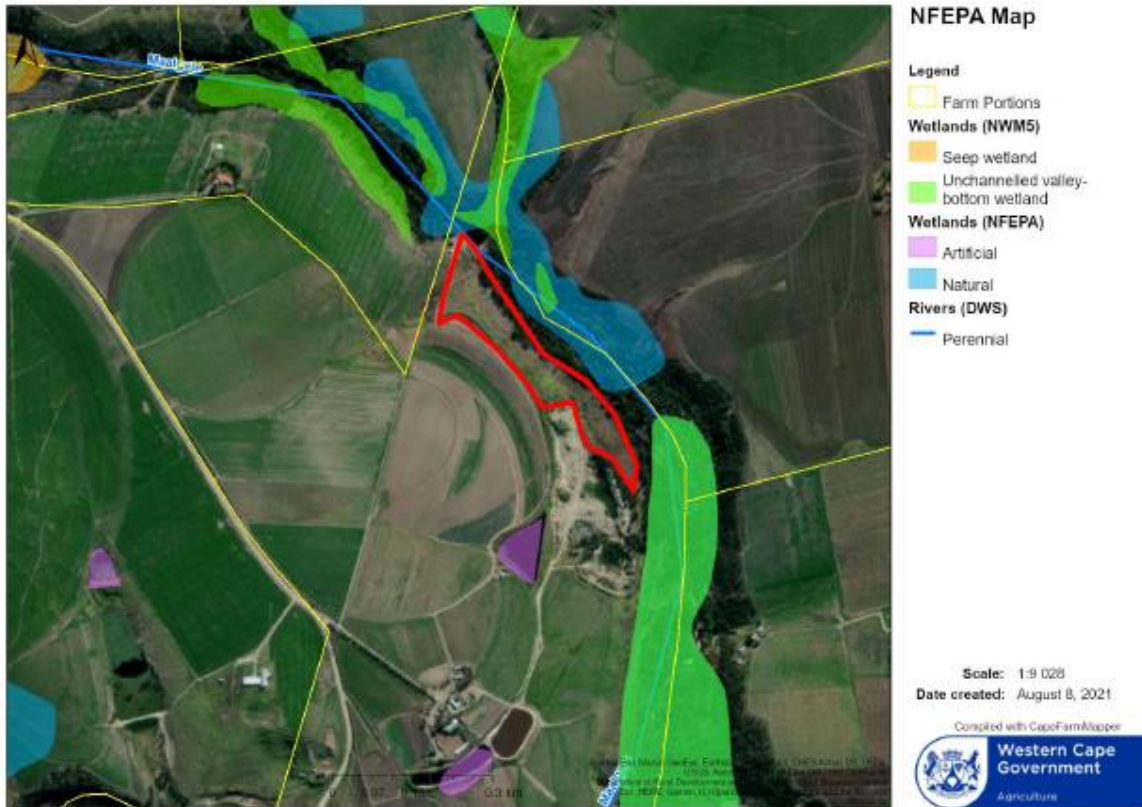 NFEPA Map
Legend
Farm Portions
Wetlands (NWM5)
Seep wetland
Unchannelled valley-
bottom wetland
Wetlands (NFEPA)
Artificial
Natural
Rivers (DWS)
Perennial
Scale: 1:9 028
Date created: August 8, 2021
Compiled with CapeFarmMapper
Western Cape
Government
Agriculture
0.3 km